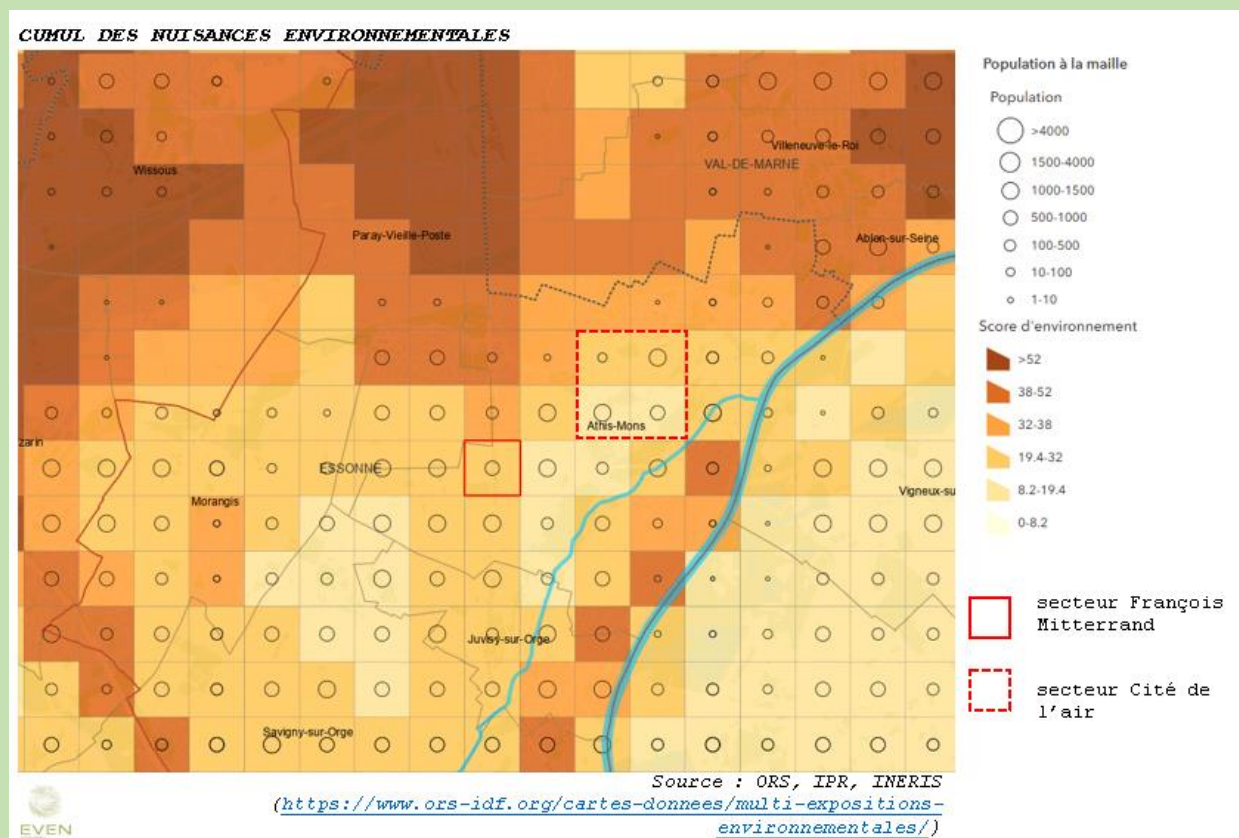 CUMUL DES NUISANCES ENVIRONNEMENTALES
Wissous
Villeneuve-le-Roi
VAL-DE-MARNE
Paray-Vieille-Poste
Ablon-sur-Seine
Athis-Mons
zarin
ESSONNE
Vigneux-su
Morangis
Juvisy-sur-Orge
Savigny-sur-Orge
Population à la maille
Population
>4000
1500-4000
1000-1500
500-1000
100-500
10-100
1-10
Score d'environnement
>52
38-52
32-38
19.4-32
8.2-19.4
0-8.2
secteur François
Mitterrand
secteur Cité de
l'air
Source : ORS, IPR, INERIS
(https://www.ors-idf.org/cartes-donnees/multi-expositions-
environnementales/)
EVEN